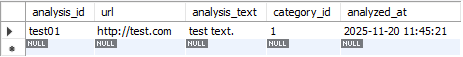 analysis_id url analysis_text category_id analyzed_at
test01 http://test.com test text. 1 2025-11-20 11:45:21
NULL NULL NULL NULL NULL